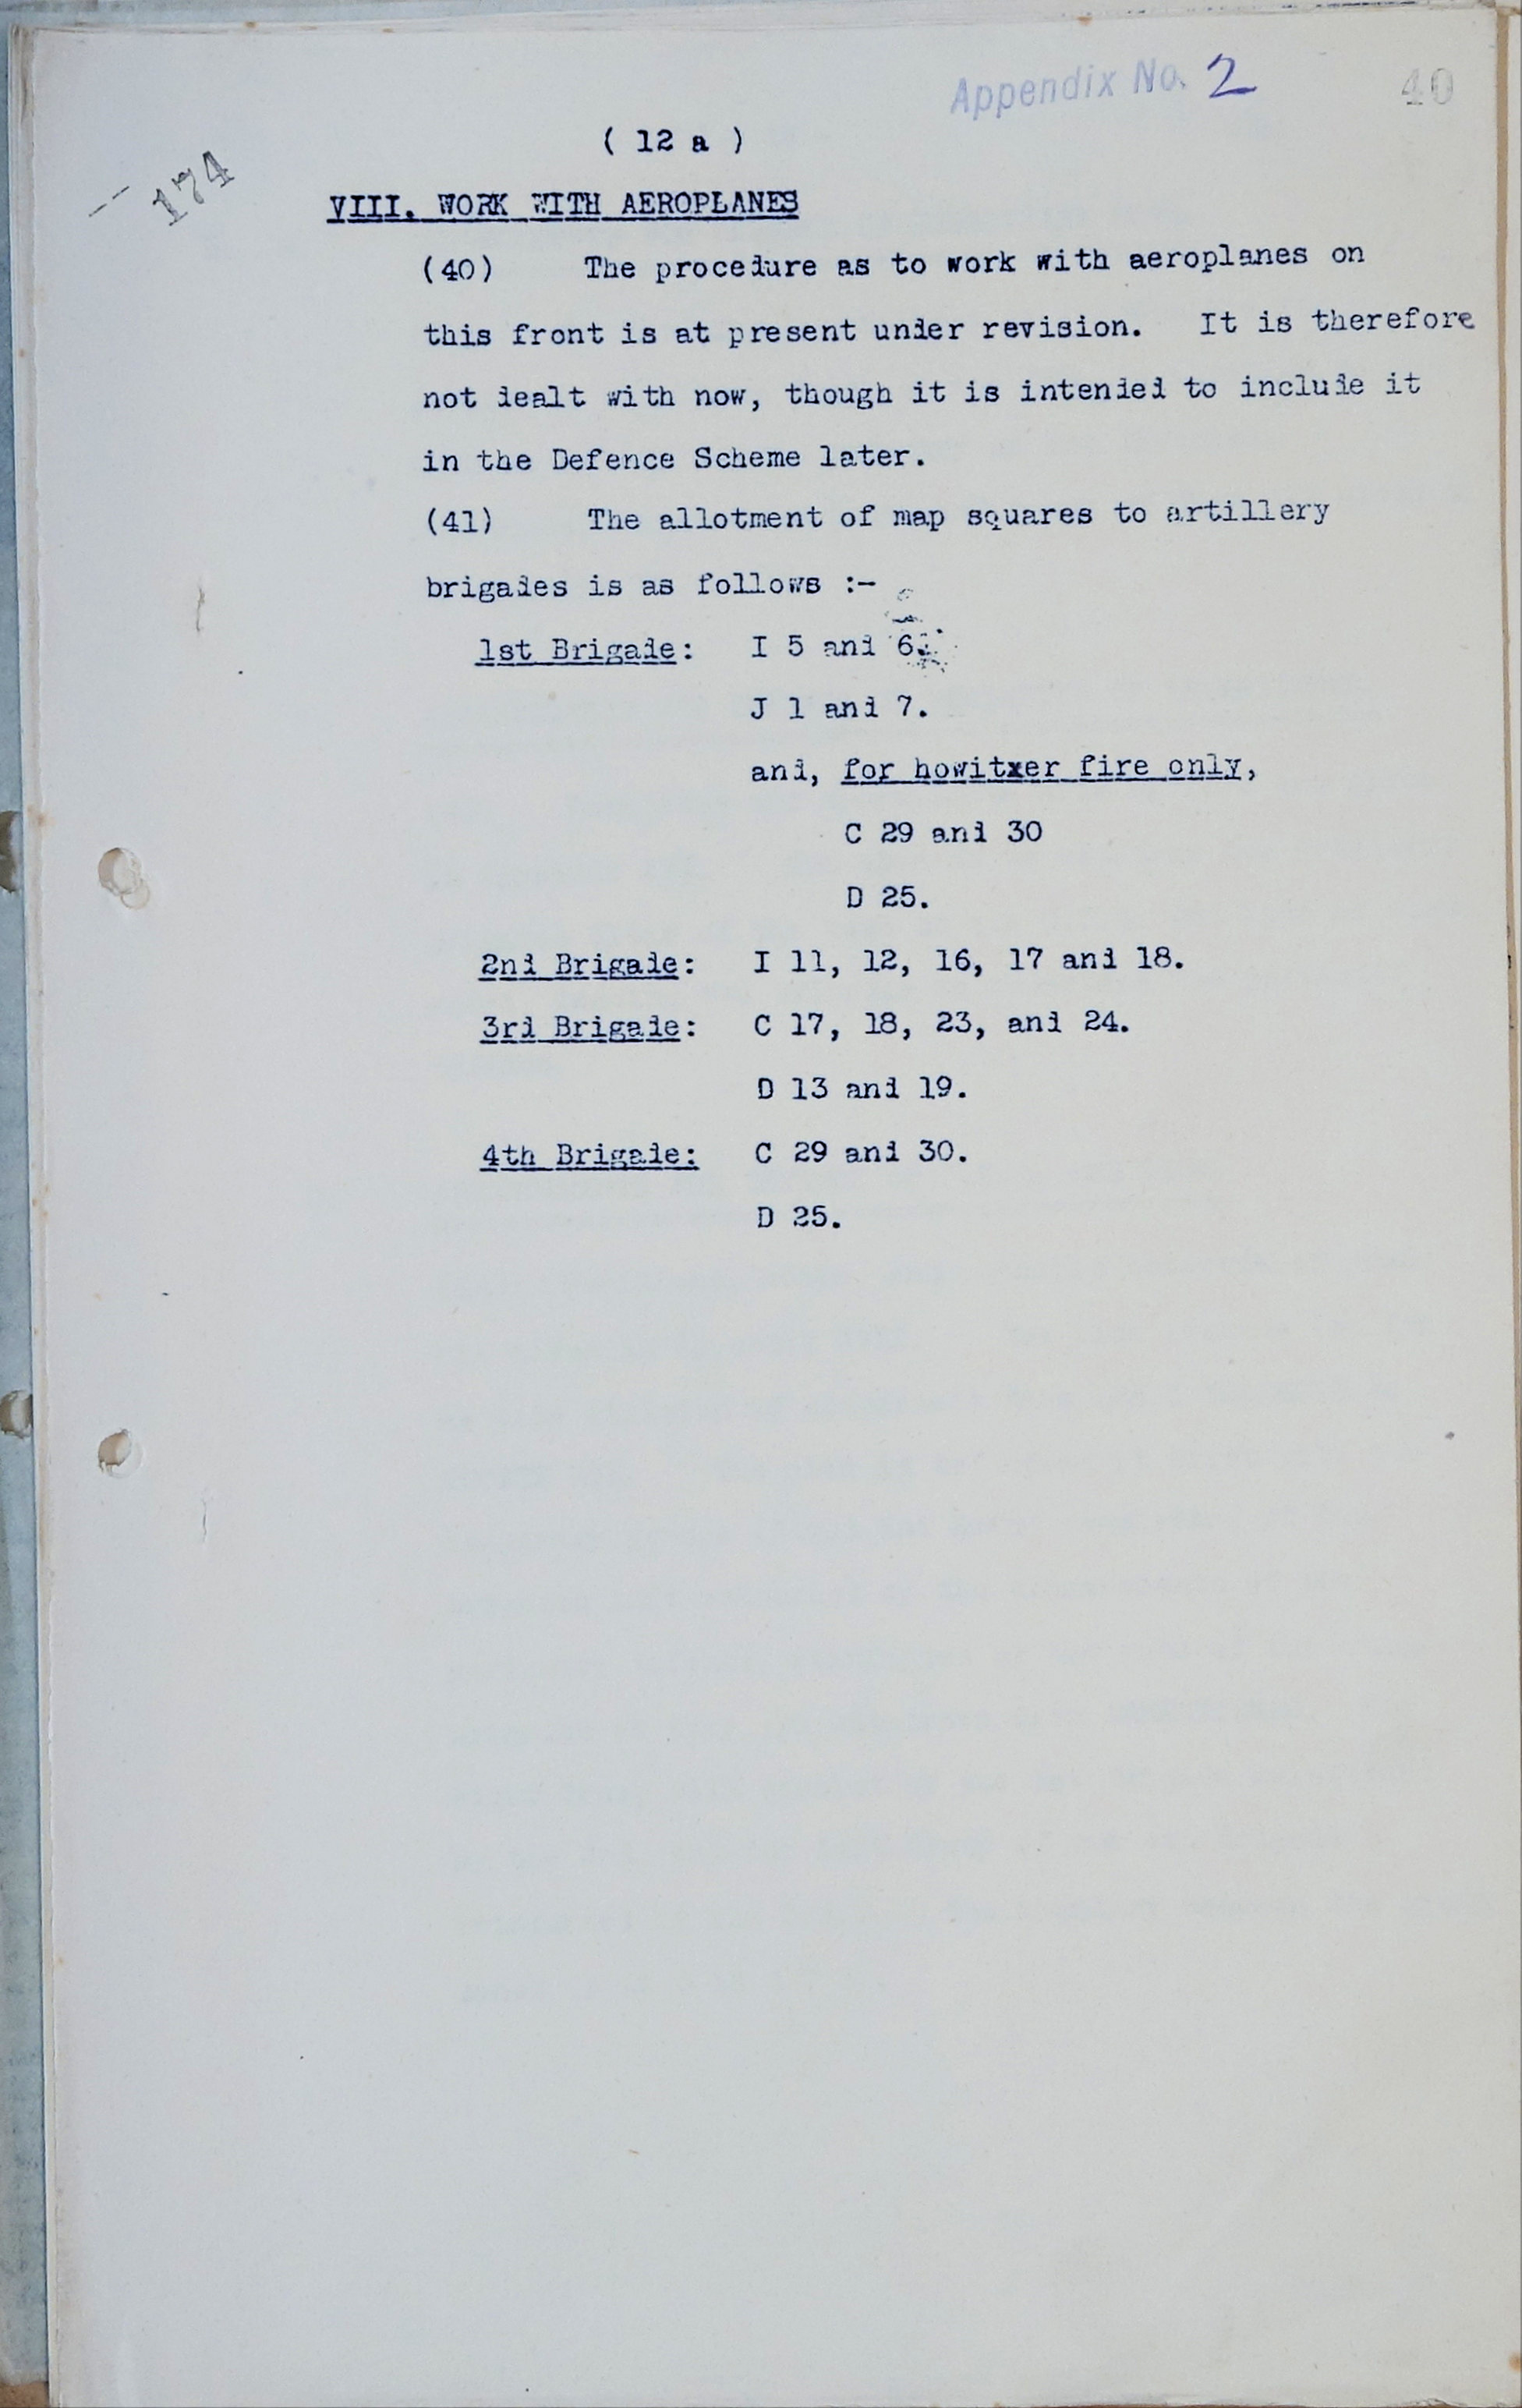 Appendix No. 2
40
( 12 a )
174
VIII. WORK WITH AEROPLANES
(40) The procedure as to work with aeroplanes on
this front is at present under revision. It is therefore
not dealt with now, though it is intended to include it
in the Defence Scheme later.
(41) The allotment of map squares to artillery
brigades is as follows :-
1st Brigade: I 5 and 6.
J 1 and 7.
and, for howitxer fire only,
C 29 and 30
D 25.
2nd Brigade: I 11, 12, 16, 17 and 18.
3rd Brigade: C 17, 18, 23, and 24.
D 13 and 19.
4th Brigade: C 29 and 30.
D 25.